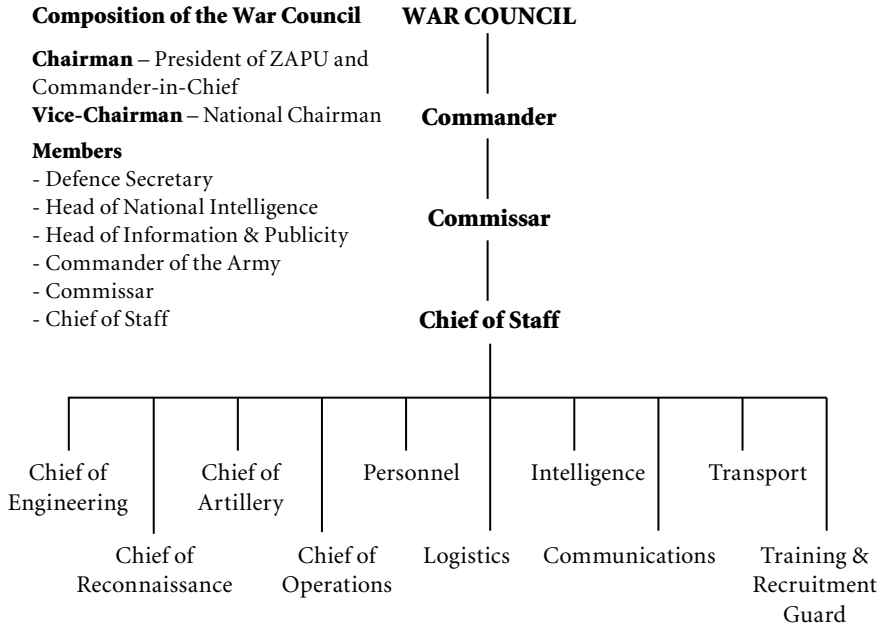 Composition of the War Council
Chairman – President of ZAPU and
Commander-in-Chief
Vice-Chairman – National Chairman
Members
- Defence Secretary
- Head of National Intelligence
- Head of Information & Publicity
- Commander of the Army
- Commissar
- Chief of Staff
WAR COUNCIL
Commander
Commissar
Chief of Staff
Chief of
Engineering
Chief of
Reconnaissance
Chief of
Artillery
Chief of
Operations
Personnel
Logistics
Intelligence
Communications
Transport
Training &
Recruitment
Guard